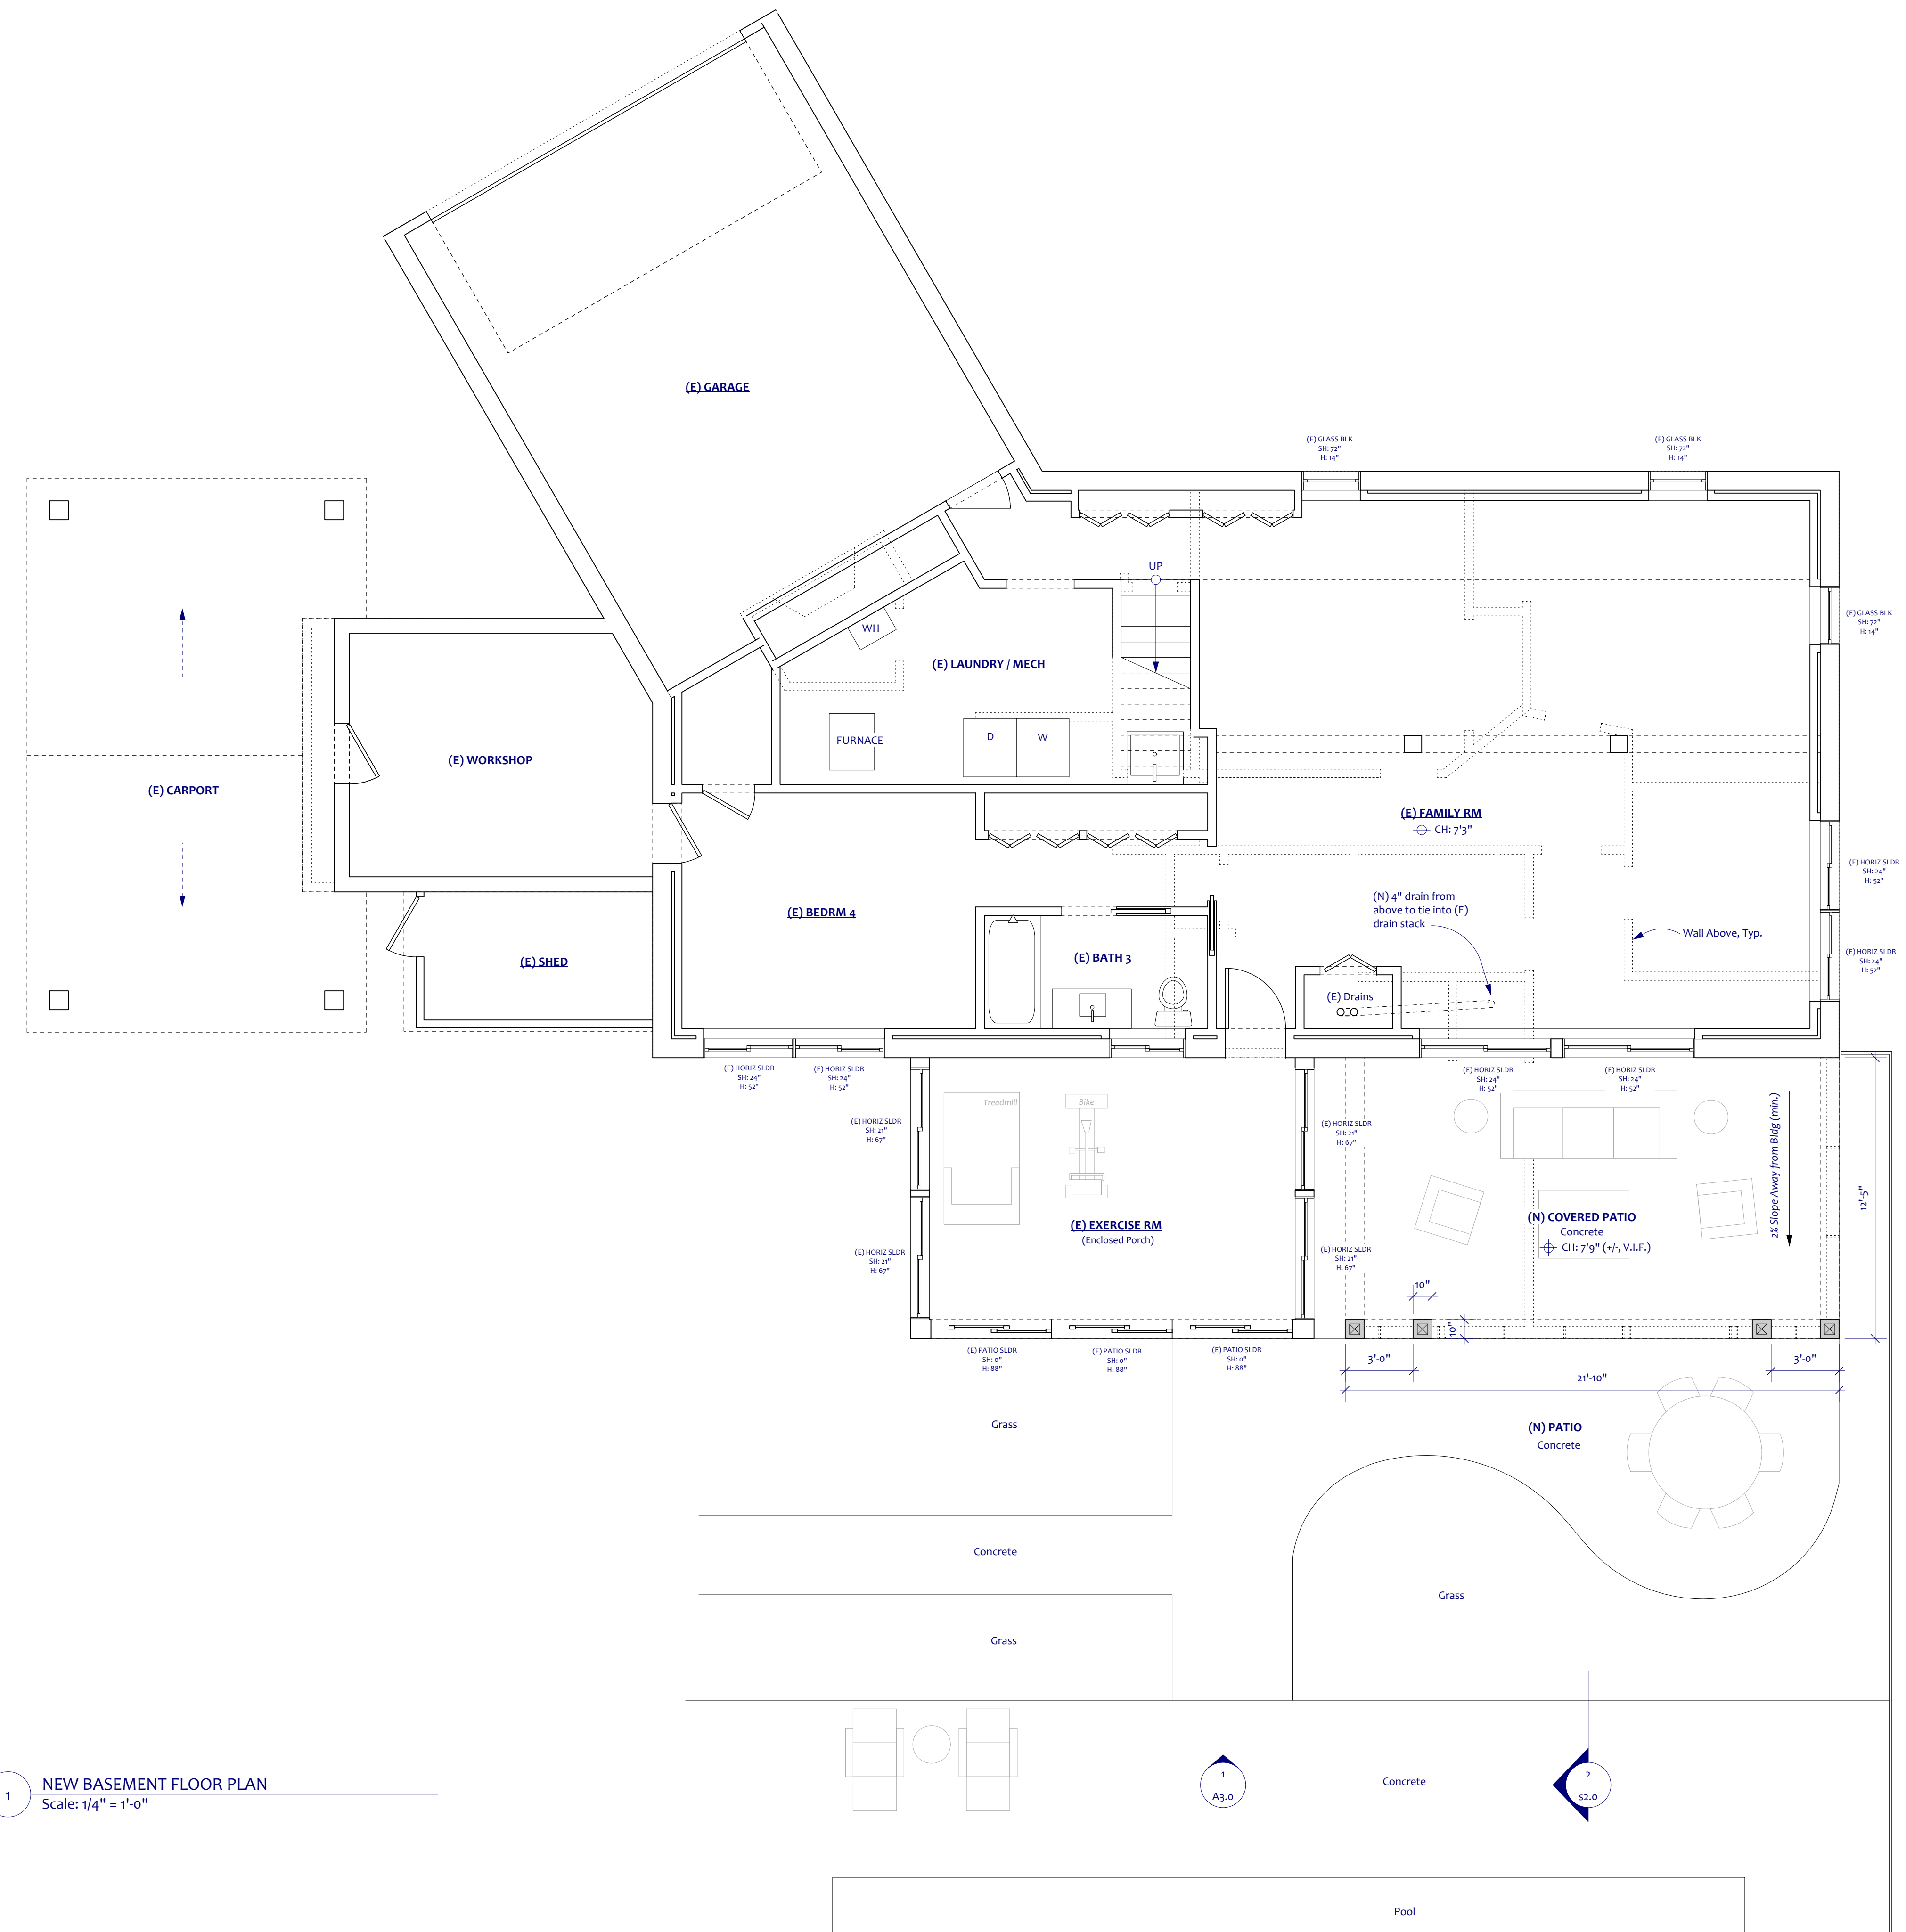 (E) GARAGE
(E) GLASS BLK
SH: 72"
H: 14"
(E) GLASS BLK
SH: 72"
H: 14"
UP
(E) GLASS BLK
SH: 72"
H: 14"
WH
(E) LAUNDRY / MECH
FURNACE
D
W
(E) WORKSHOP
(E) CARPORT
(E) FAMILY RM
CH: 7'3"
(E) HORIZ SLDR
SH: 24"
H: 52"
(N) 4" drain from
above to tie into (E)
drain stack
(E) BEDRM 4
Wall Above, Typ.
(E) BATH 3
(E) SHED
(E) HORIZ SLDR
SH: 24"
H: 52"
(E) Drains
(E) HORIZ SLDR
SH: 24"
H: 52"
(E) HORIZ SLDR
SH: 24"
H: 52"
(E) HORIZ SLDR
SH: 24"
H: 52"
(E) HORIZ SLDR
SH: 24"
H: 52"
Treadmill
Bike
(E) HORIZ SLDR
SH: 21"
H: 67"
(E) HORIZ SLDR
SH: 21"
H: 67"
2% Slope Away from Bldg (min.)
12'-5"
(E) EXERCISE RM
(Enclosed Porch)
(N) COVERED PATIO
Concrete
CH: 7'9" (+/-, V.I.F.)
(E) HORIZ SLDR
SH: 21"
H: 67"
(E) HORIZ SLDR
SH: 21"
H: 67"
10"
10"
(E) PATIO SLDR
SH: 0"
H: 88"
(E) PATIO SLDR
SH: 0"
H: 88"
(E) PATIO SLDR
SH: 0"
H: 88"
3'-0"
3'-0"
21'-10"
Grass
(N) PATIO
Concrete
Concrete
Grass
Grass
1
NEW BASEMENT FLOOR PLAN
Scale: 1/4" = 1'-0"
1
A3.0
Concrete
2
S2.0
Pool